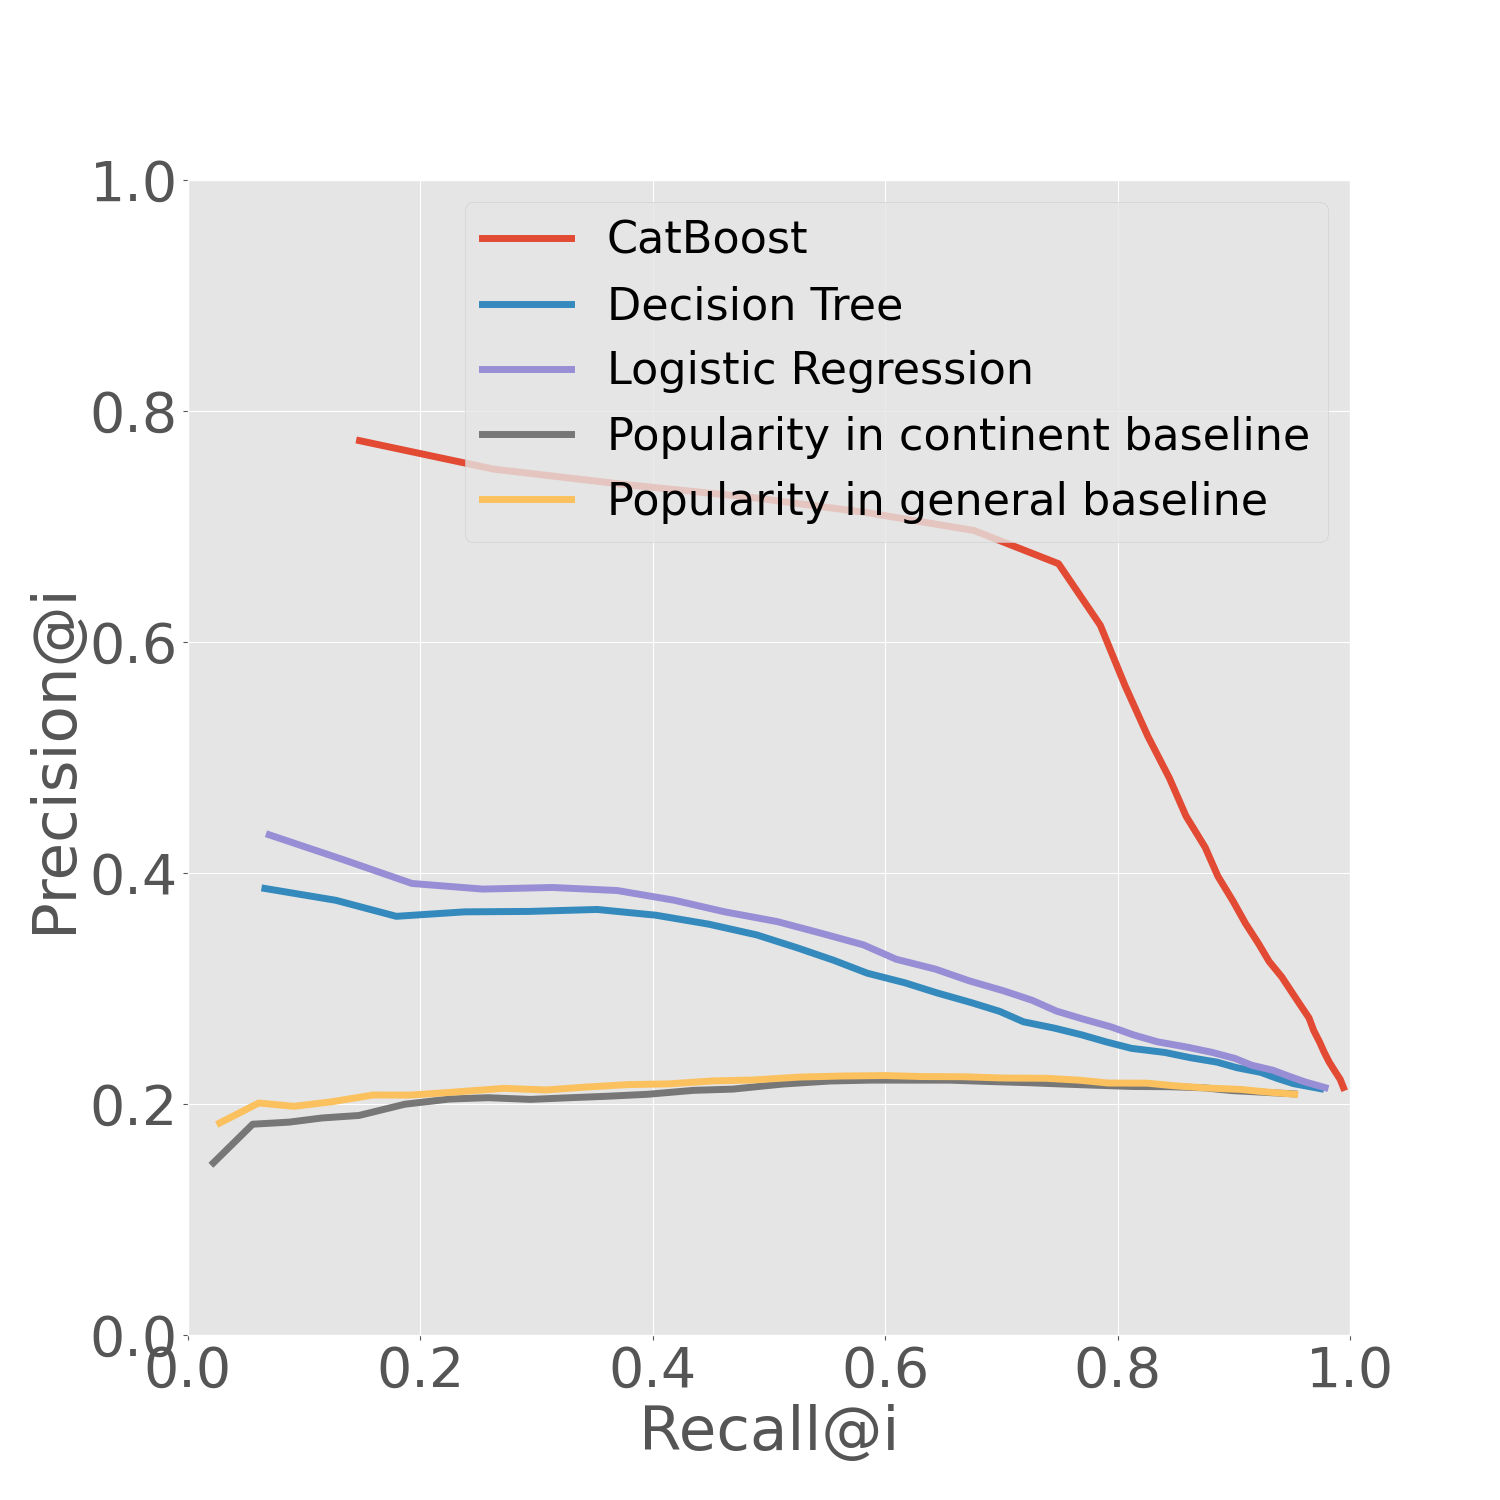 CatBoost
Decision Tree
Logistic Regression
Popularity in continent baseline
Popularity in general baseline
Precision@i
1.0
0.8
0.6
0.4
0.2
0.0
0.0 0.2 0.4 0.6 0.8 1.0
Recall@i